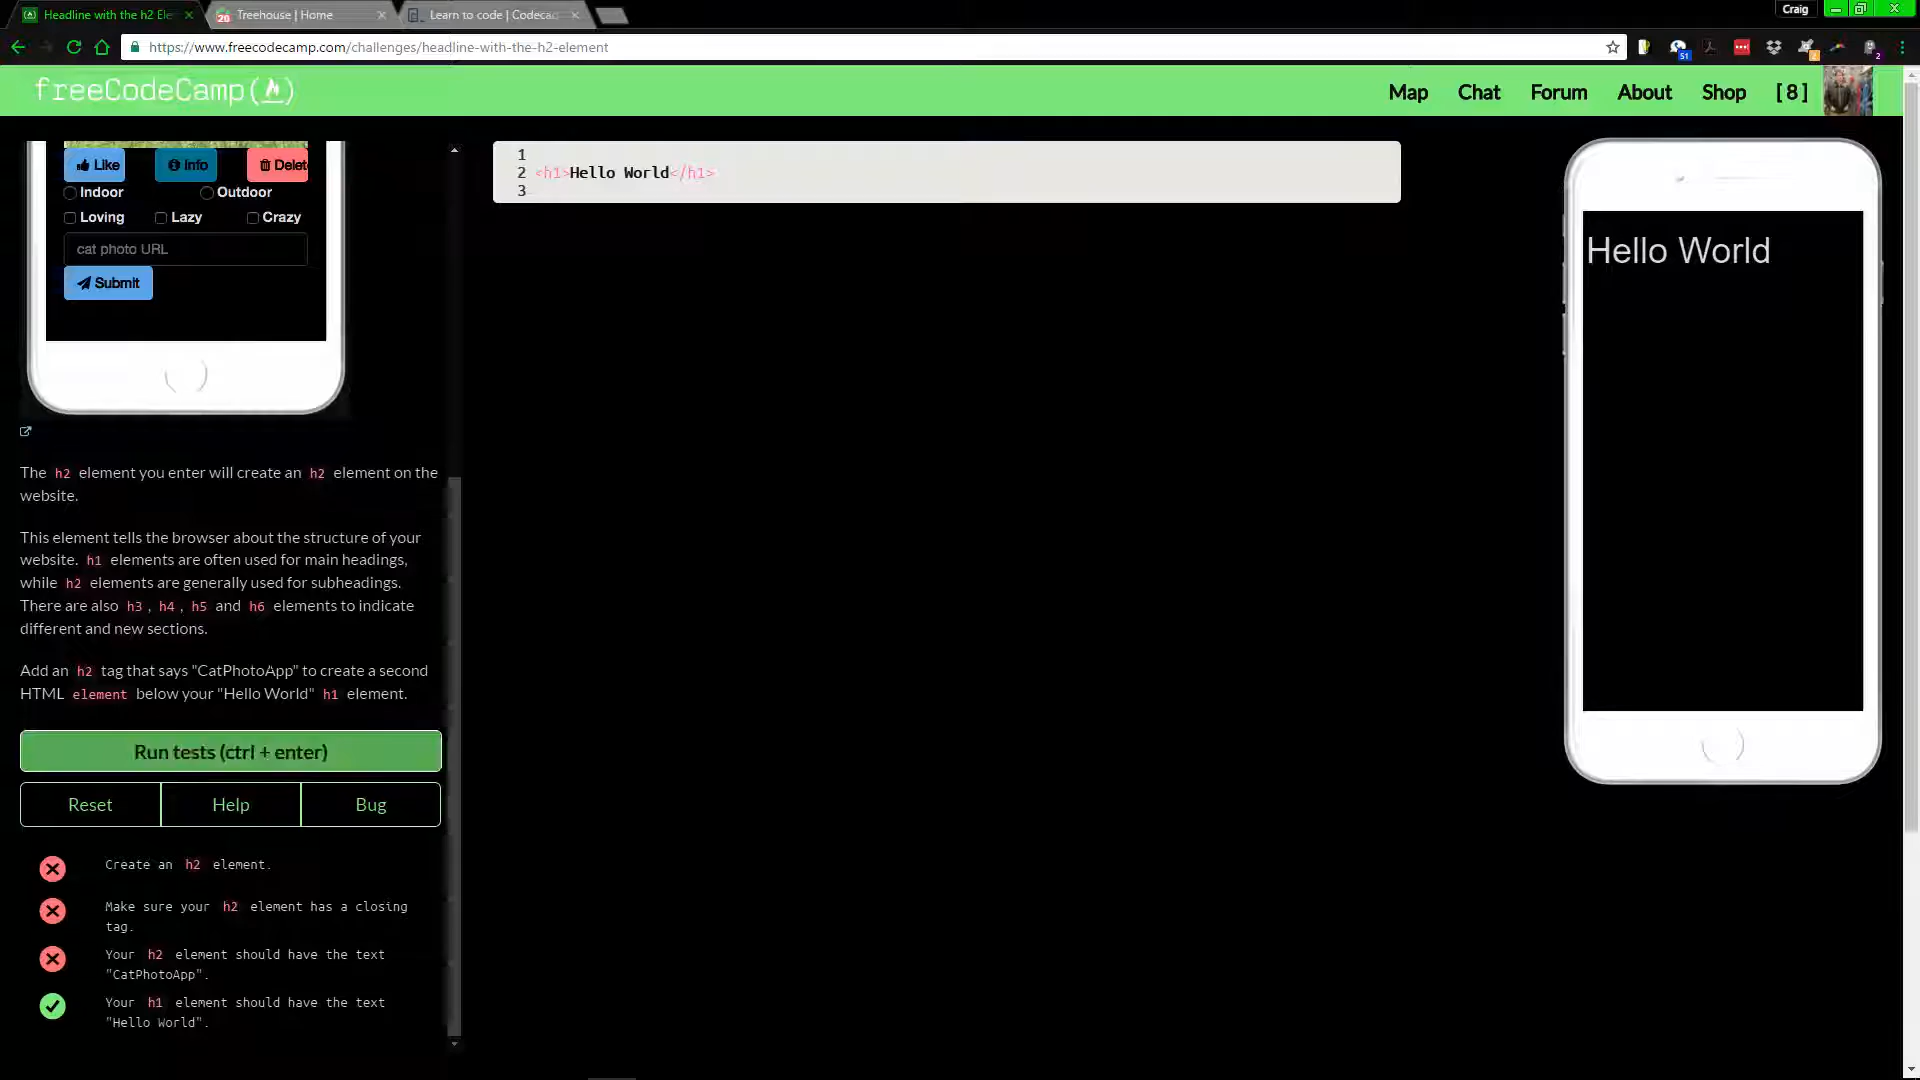 Headline with the h2 Ele
Treehouse | Home
Learn to code | Codecad
Craig
https://www.freecodecamp.com/challenges/headline-with-the-h2-element
51
2
2
freeCodeCamp
Map
Chat
Forum
About
Shop
[ 8 ]
Like
Info
Delet
Indoor
Outdoor
Loving
Lazy
Crazy
cat photo URL
Submit
The h2 element you enter will create an h2 element on the
website.
This element tells the browser about the structure of your
website. h1 elements are often used for main headings,
while h2 elements are generally used for subheadings.
There are also h3 , h4 , h5 and h6 elements to indicate
different and new sections.
Add an h2 tag that says "CatPhotoApp" to create a second
HTML element below your "Hello World" h1 element.
Run tests (ctrl + enter)
Reset
Help
Bug
Create an h2 element.
Make sure your h2 element has a closing
tag.
Your h2 element should have the text
"CatPhotoApp".
Your h1 element should have the text
"Hello World".
1
2 <h1>Hello World</h1>
3
Hello World